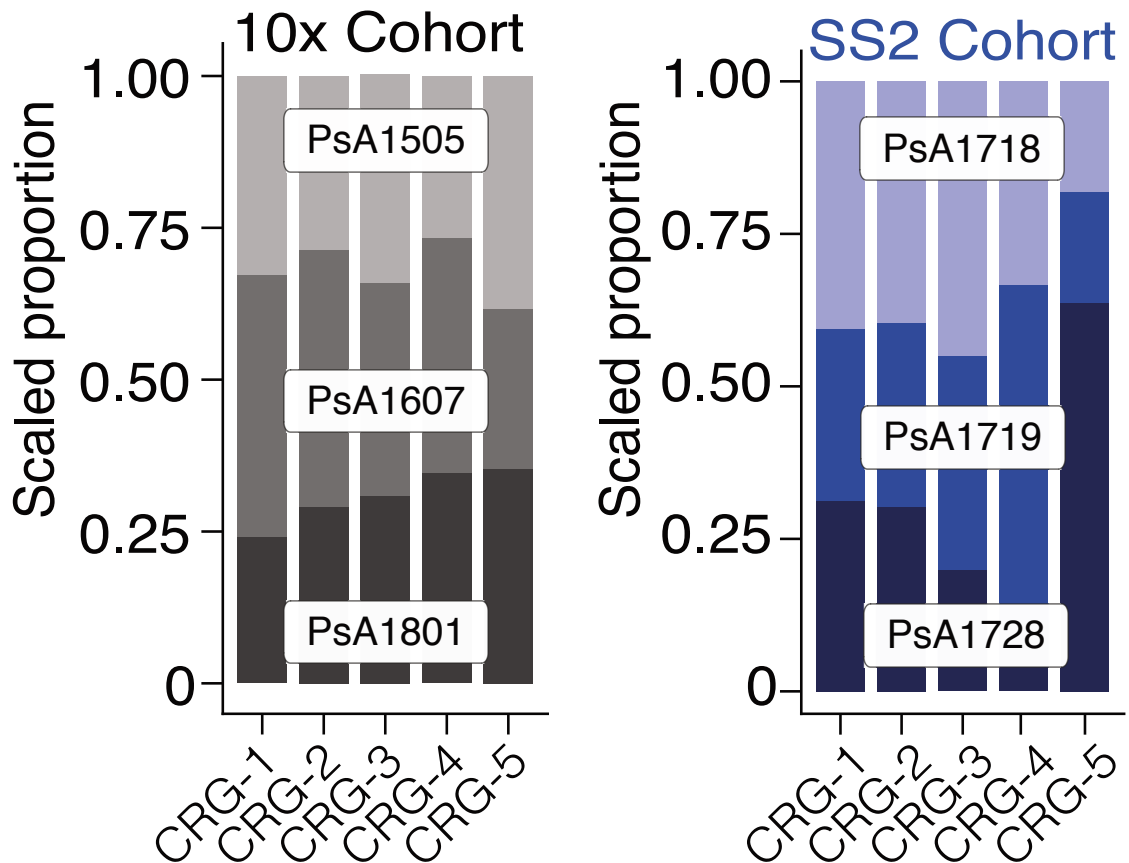 10x Cohort
Scaled proportion
1.00
0.75
0.50
0.25
0
PsA1505
PsA1607
PsA1801
CRG-1
CRG-2
CRG-3
CRG-4
CRG-5
SS2 Cohort
Scaled proportion
1.00
0.75
0.50
0.25
0
PsA1718
PsA1719
PsA1728
CRG-1
CRG-2
CRG-3
CRG-4
CRG-5